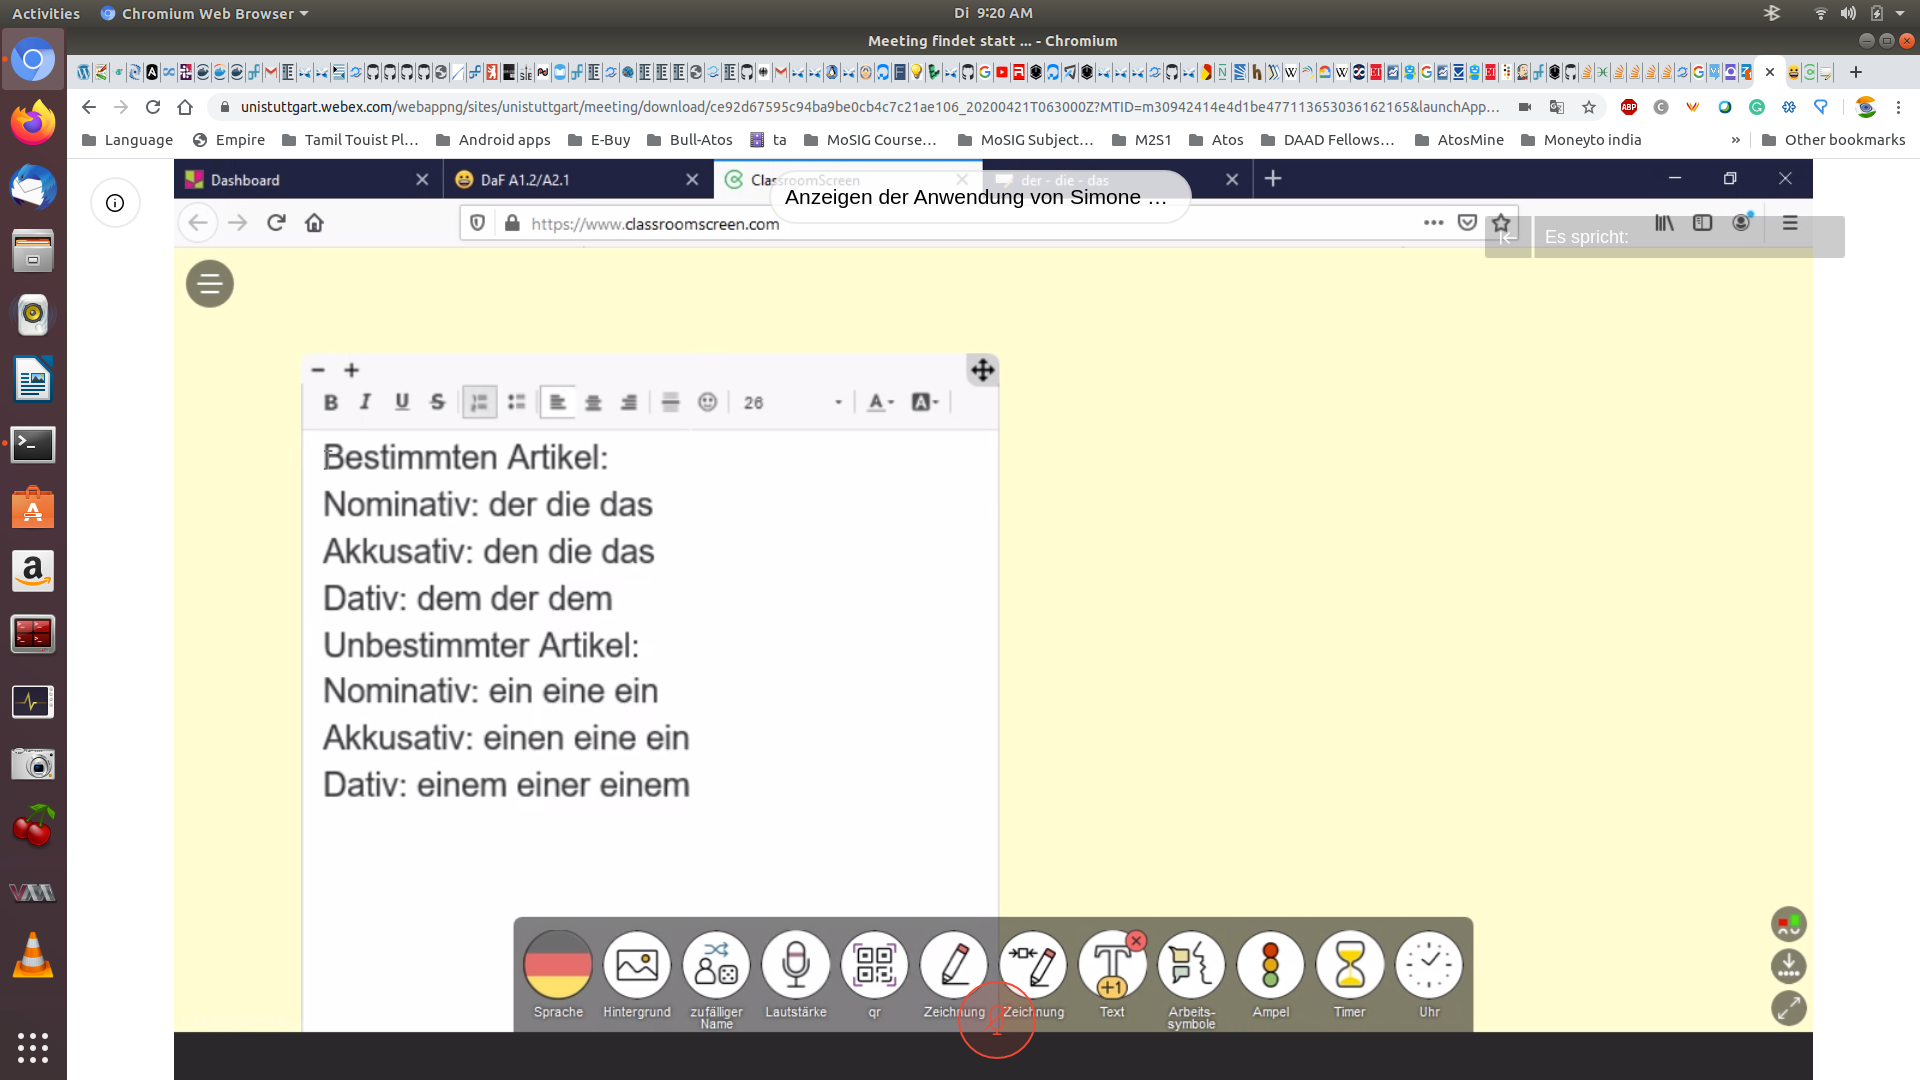 Activities Chromium Web Browser Di 9:20 AM
Meeting findet statt ... - Chromium
unistuttgart.webex.com/webappng/sites/unistuttgart/meeting/download/ce92d67595c94ba9be0cb4c7c21ae106_20200421T063000Z?MTID=m30942414e4d1be477113653036162165&launchApp...
Language Empire Tamil Touist Pl... Android apps E-Buy Bull-Atos ta MoSIG Course... MoSIG Subject... M2S1 Atos DAAD Fellows... AtosMine Moneyto india » Other bookmarks
Dashboard DaF A1.2/A2.1 ClassroomScreen der - die - das
Anzeigen der Anwendung von Simone ...
https://www.classroomscreen.com
Es spricht:
B I U S 26 A A
Bestimmten Artikel:
Nominativ: der die das
Akkusativ: den die das
Dativ: dem der dem
Unbestimmter Artikel:
Nominativ: ein eine ein
Akkusativ: einen eine ein
Dativ: einem einer einem
+1
Sprache Hintergrund zufälliger Name Lautstärke qr Zeichnung Zeichnung Text Arbeits-symbole Ampel Timer Uhr